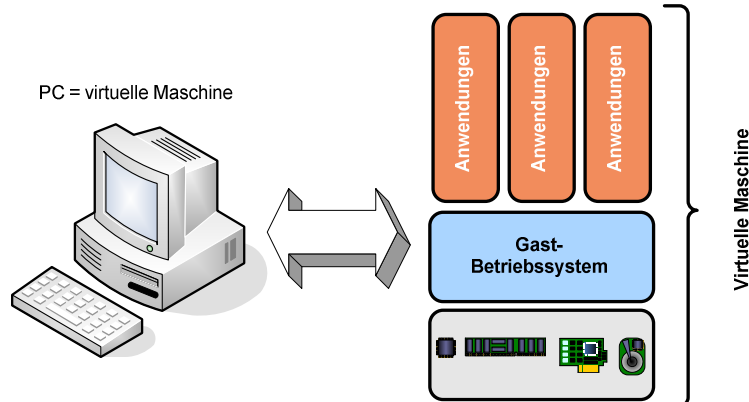 PC = virtuelle Maschine
Anwendungen
Anwendungen
Anwendungen
Gast-
Betriebssystem
Virtuelle Maschine